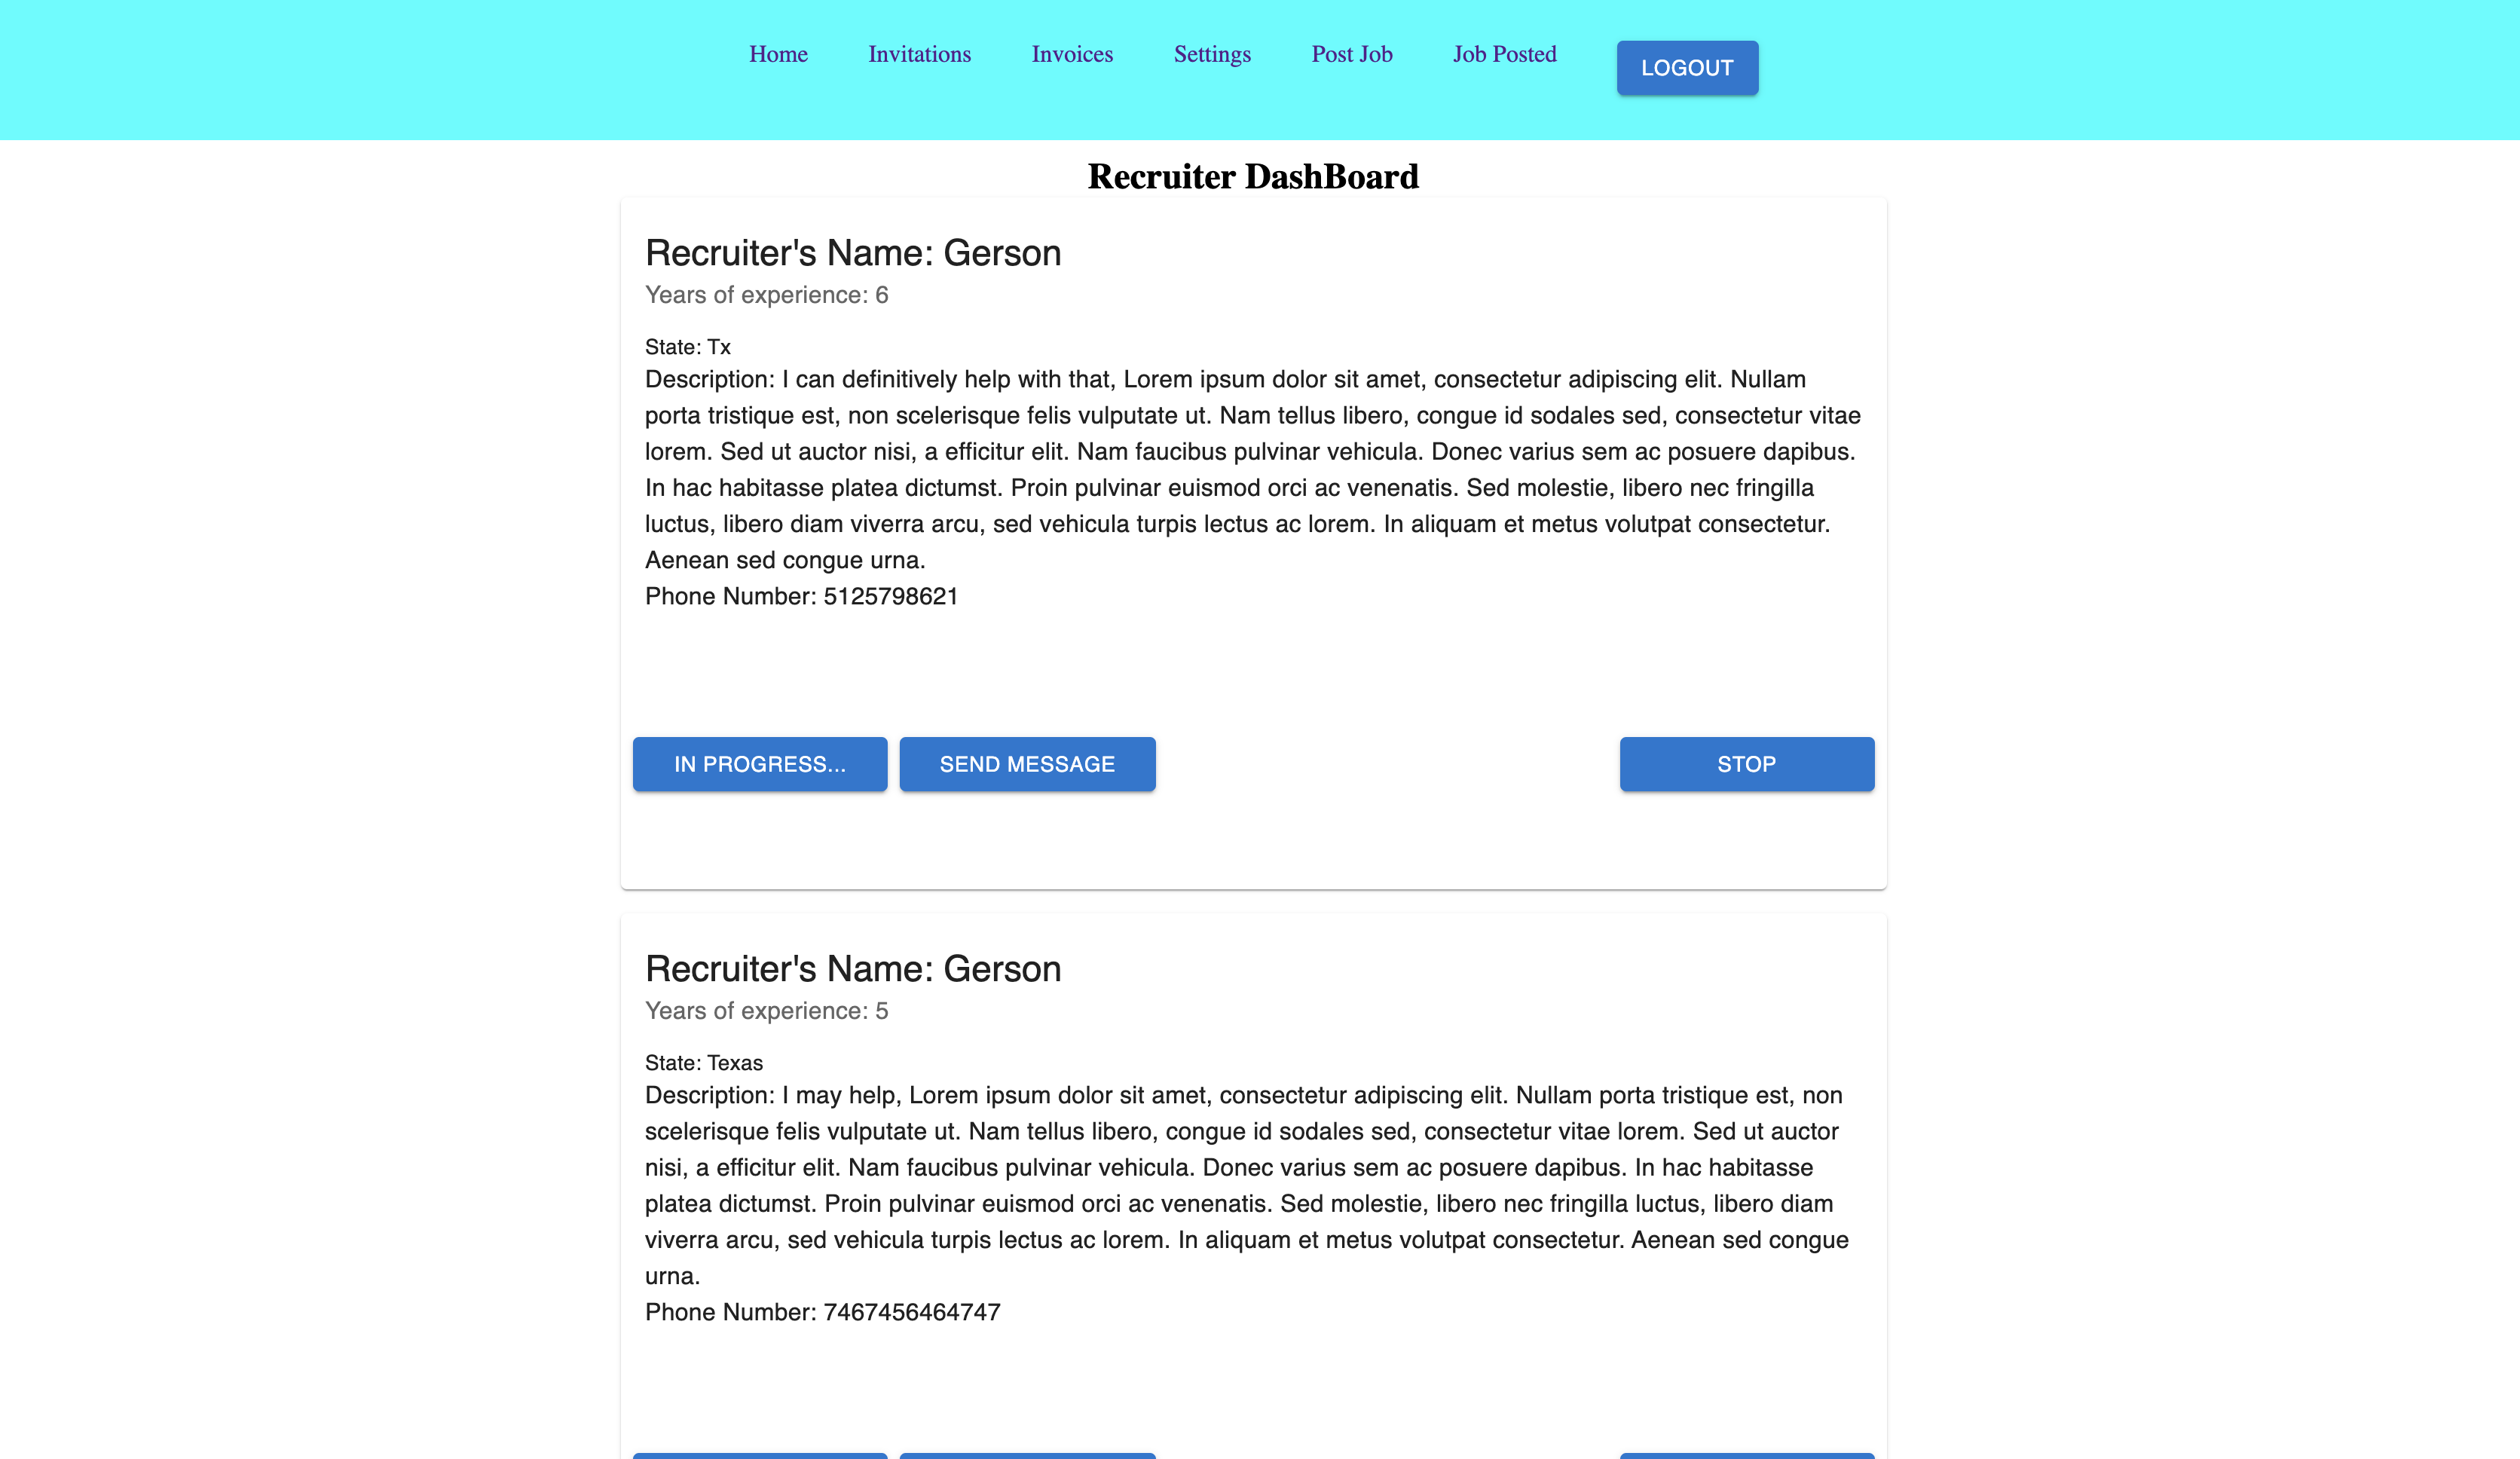 Home Invitations Invoices Settings Post Job Job Posted LOGOUT
Recruiter DashBoard
Recruiter's Name: Gerson
Years of experience: 6
State: Tx
Description: I can definitively help with that, Lorem ipsum dolor sit amet, consectetur adipiscing elit. Nullam
porta tristique est, non scelerisque felis vulputate ut. Nam tellus libero, congue id sodales sed, consectetur vitae
lorem. Sed ut auctor nisi, a efficitur elit. Nam faucibus pulvinar vehicula. Donec varius sem ac posuere dapibus.
In hac habitasse platea dictumst. Proin pulvinar euismod orci ac venenatis. Sed molestie, libero nec fringilla
luctus, libero diam viverra arcu, sed vehicula turpis lectus ac lorem. In aliquam et metus volutpat consectetur.
Aenean sed congue urna.
Phone Number: 5125798621
IN PROGRESS... SEND MESSAGE STOP
Recruiter's Name: Gerson
Years of experience: 5
State: Texas
Description: I may help, Lorem ipsum dolor sit amet, consectetur adipiscing elit. Nullam porta tristique est, non
scelerisque felis vulputate ut. Nam tellus libero, congue id sodales sed, consectetur vitae lorem. Sed ut auctor
nisi, a efficitur elit. Nam faucibus pulvinar vehicula. Donec varius sem ac posuere dapibus. In hac habitasse
platea dictumst. Proin pulvinar euismod orci ac venenatis. Sed molestie, libero nec fringilla luctus, libero diam
viverra arcu, sed vehicula turpis lectus ac lorem. In aliquam et metus volutpat consectetur. Aenean sed congue
urna.
Phone Number: 7467456464747